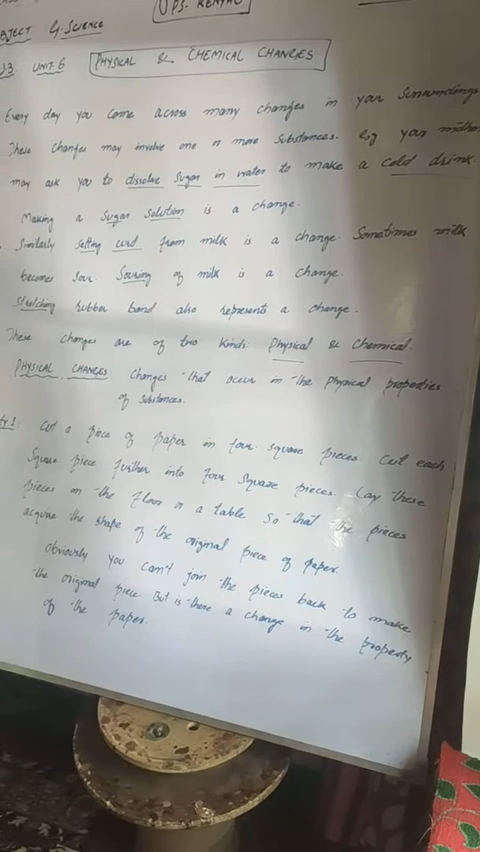 UPS. KENYAL
SUBJECT G. Science
UNIT.6 PHYSICAL & CHEMICAL CHANGES
Every day you come across many changes in your surroundings
These changes may involve one or more substances. Eg your mother
may ask you to dissolve sugar in water to make a cold drink.
Making a sugar solution is a change.
Similarly setting curd from milk is a change. Sometimes milk
becomes sour. Souring of milk is a change.
Stretching rubber band also represents a change.
These changes are of two kinds. Physical & Chemical.
PHYSICAL CHANGES: Changes that occur in the physical properties
of substances.
ty 1: Cut a piece of paper in four square pieces. Cut each
square piece further into four square pieces. Lay these
pieces on the floor or a table so that the pieces
acquire the shape of the original piece of paper.
Obviously you can't join the pieces back to make
the original piece. But is there a change in the property
of the paper.